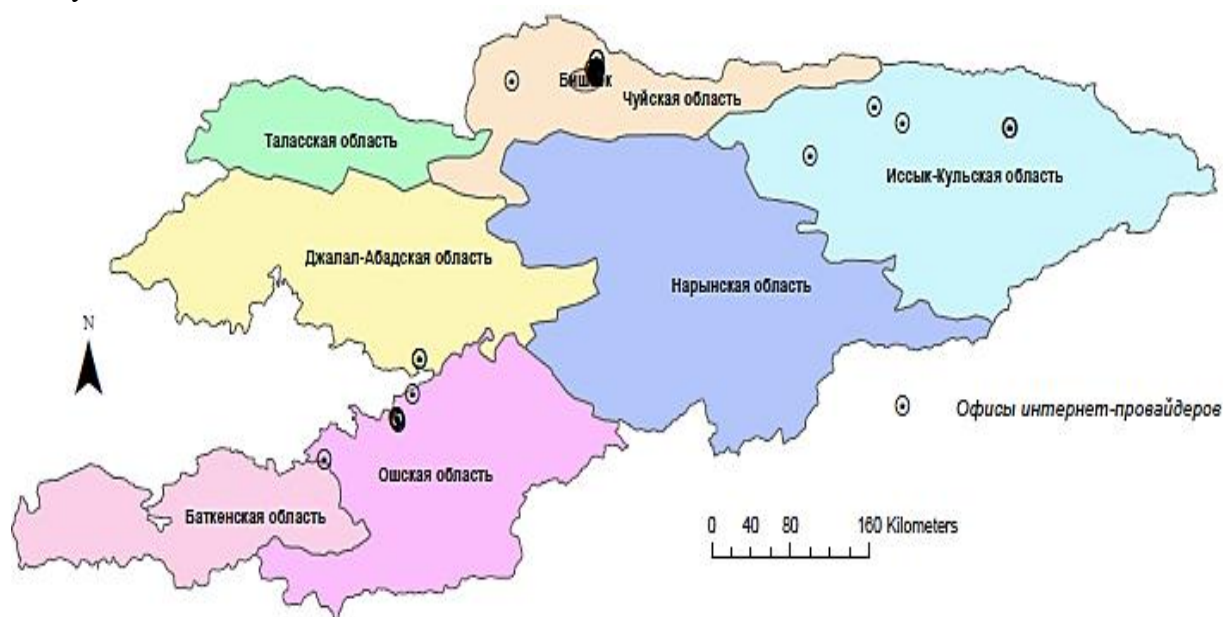 Бишкек
Чуйская область
Таласская область
Иссык-Кульская область
Джалал-Абадская область
Нарынская область
N
Офисы интернет-провайдеров
Ошская область
Баткенская область
0 40 80 160 Kilometers